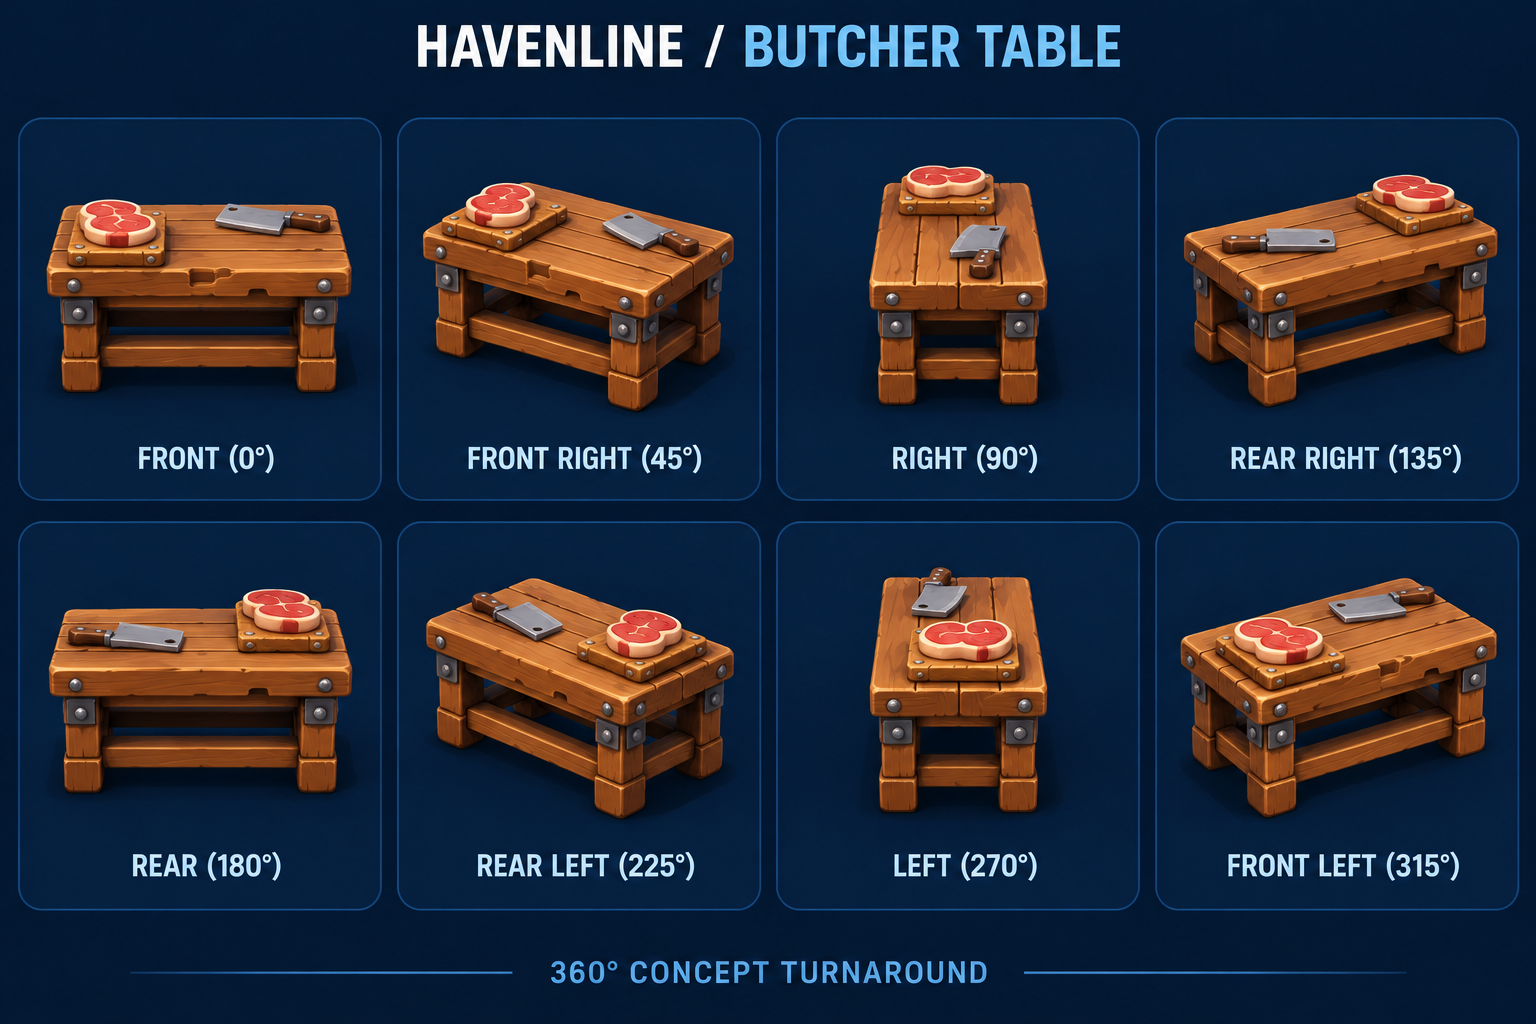 HAVENLINE / BUTCHER TABLE
FRONT (0°)
FRONT RIGHT (45°)
RIGHT (90°)
REAR RIGHT (135°)
REAR (180°)
REAR LEFT (225°)
LEFT (270°)
FRONT LEFT (315°)
360° CONCEPT TURNAROUND